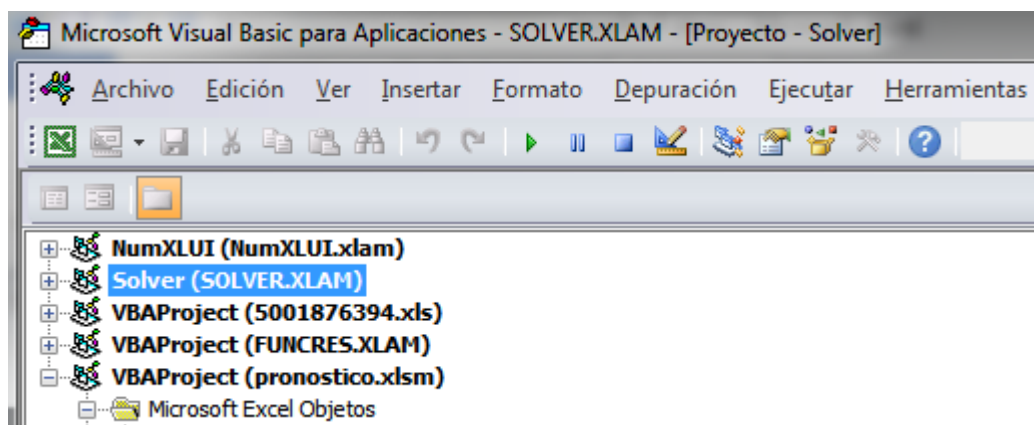 Microsoft Visual Basic para Aplicaciones - SOLVER.XLAM - [Proyecto - Solver]
Archivo Edición Ver Insertar Formato Depuración Ejecutar Herramientas
NumXLUI (NumXLUI.xlam)
Solver (SOLVER.XLAM)
VBAProject (5001876394.xls)
VBAProject (FUNCRES.XLAM)
VBAProject (pronostico.xlsm)
Microsoft Excel Objetos